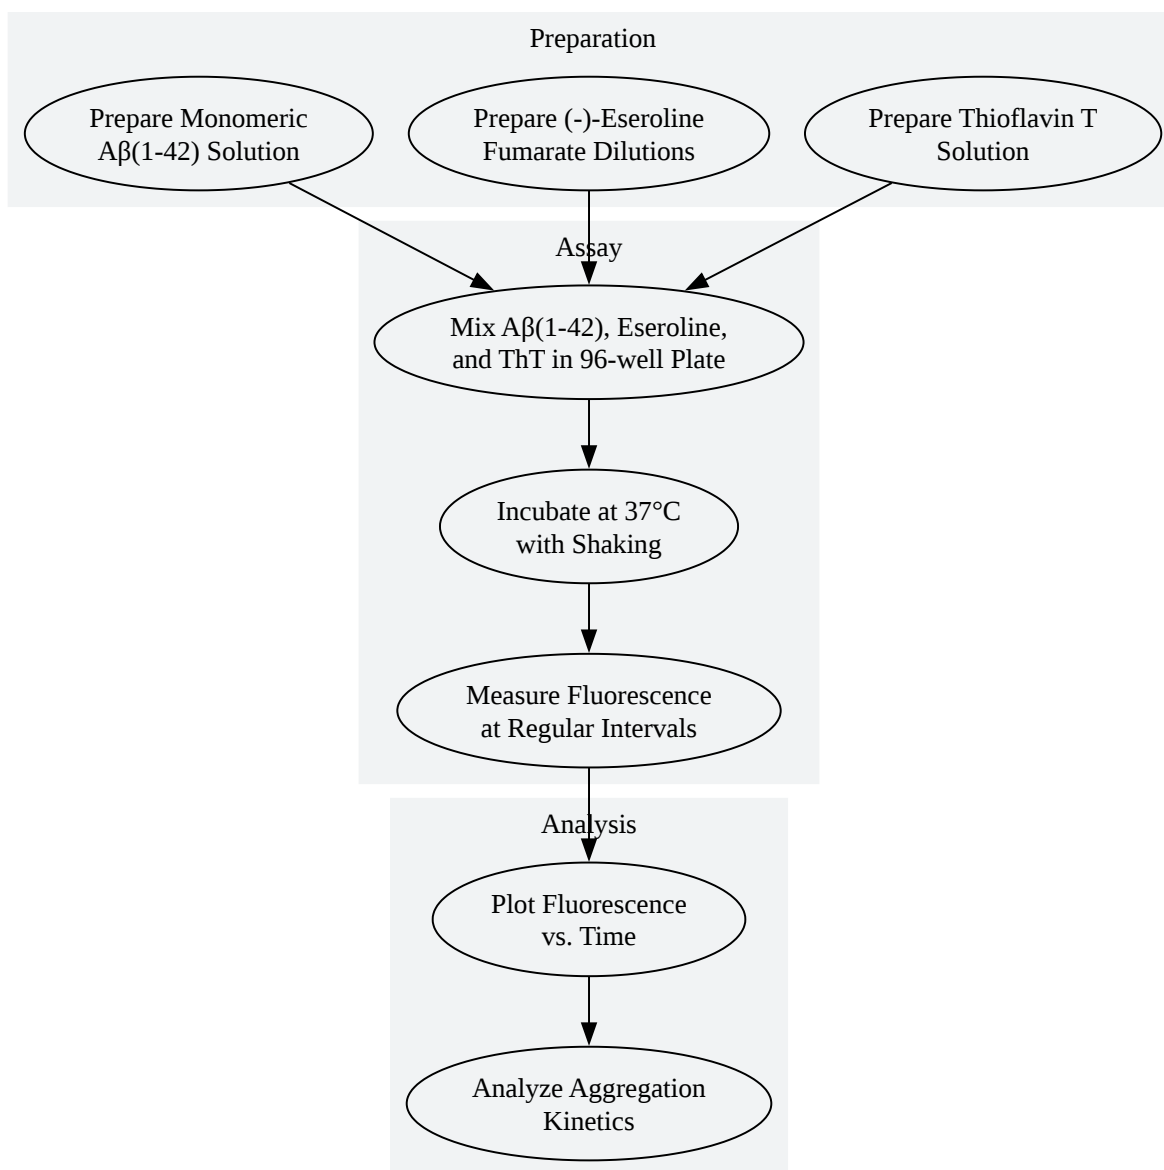 Preparation
Prepare Monomeric
Aβ(1-42) Solution
Prepare (-)-Eseroline
Fumarate Dilutions
Prepare Thioflavin T
Solution
Assay
Mix Aβ(1-42), Eseroline,
and ThT in 96-well Plate
Incubate at 37°C
with Shaking
Measure Fluorescence
at Regular Intervals
Analysis
Plot Fluorescence
vs. Time
Analyze Aggregation
Kinetics